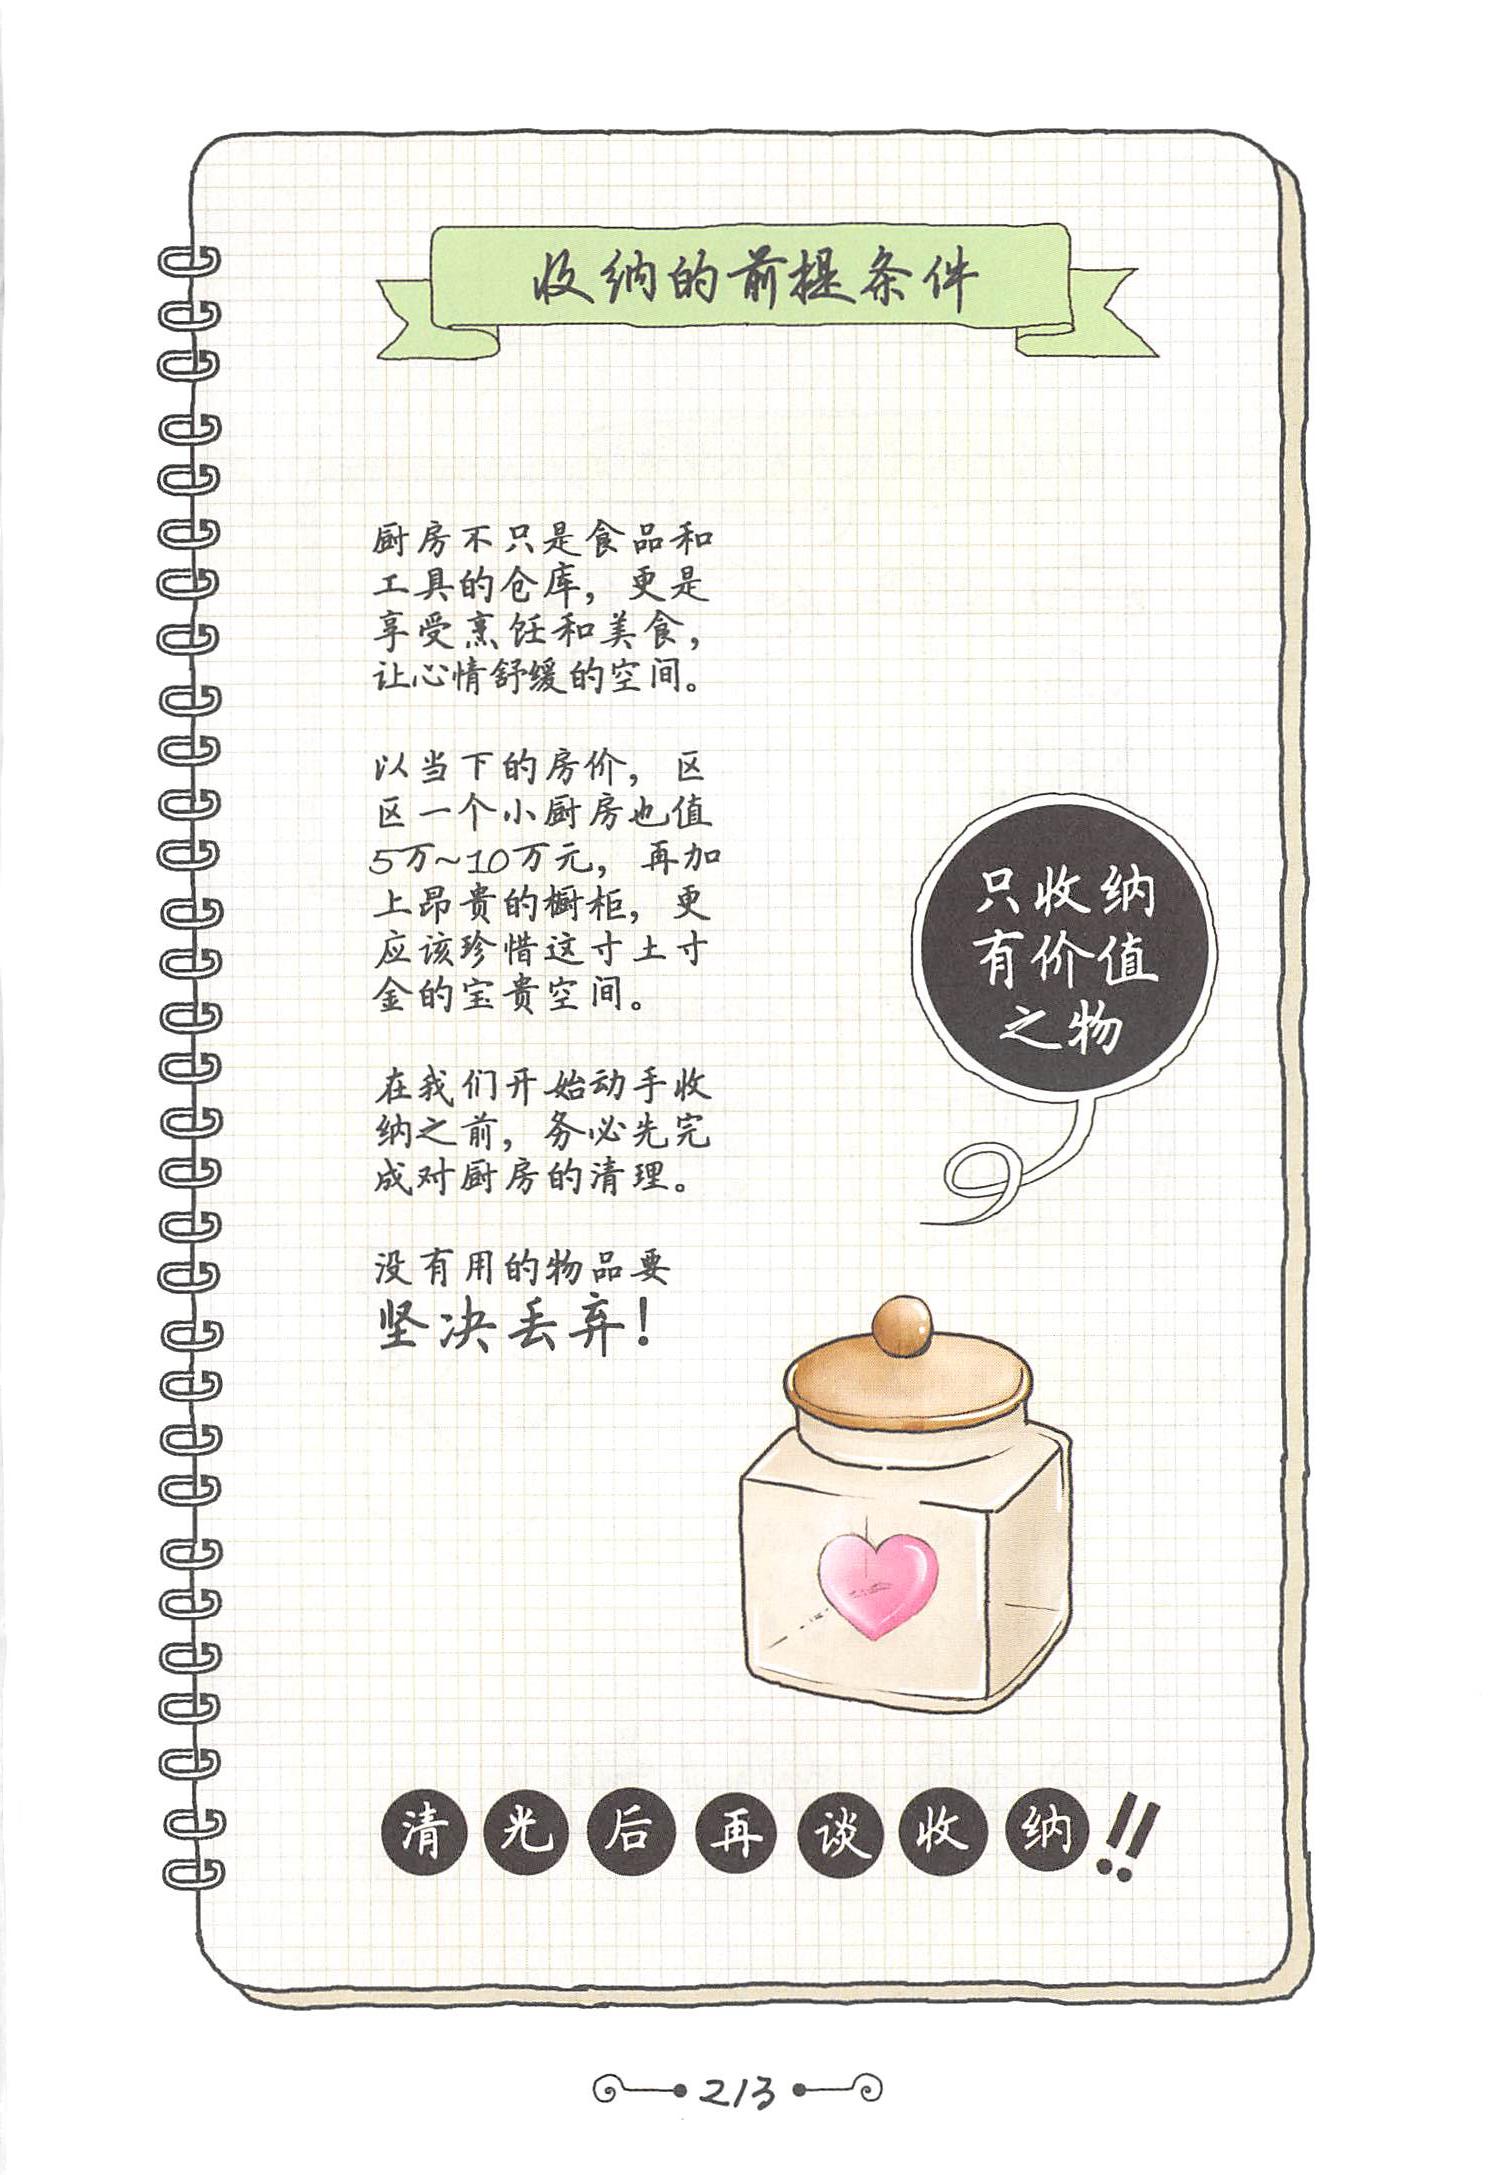 收纳的前提条件
厨房不只是食品和
工具的仓库，更是
享受烹饪和美食，
让心情舒缓的空间。
以当下的房价，区
区一个小厨房也值
5万~10万元，再加
上昂贵的橱柜，更
应该珍惜这寸土寸
金的宝贵空间。
在我们开始动手收
纳之前，务必先完
成对厨房的清理。
没有用的物品要
坚决丢弃！
只收纳
有价值
之物
清光后再谈收纳!!
213